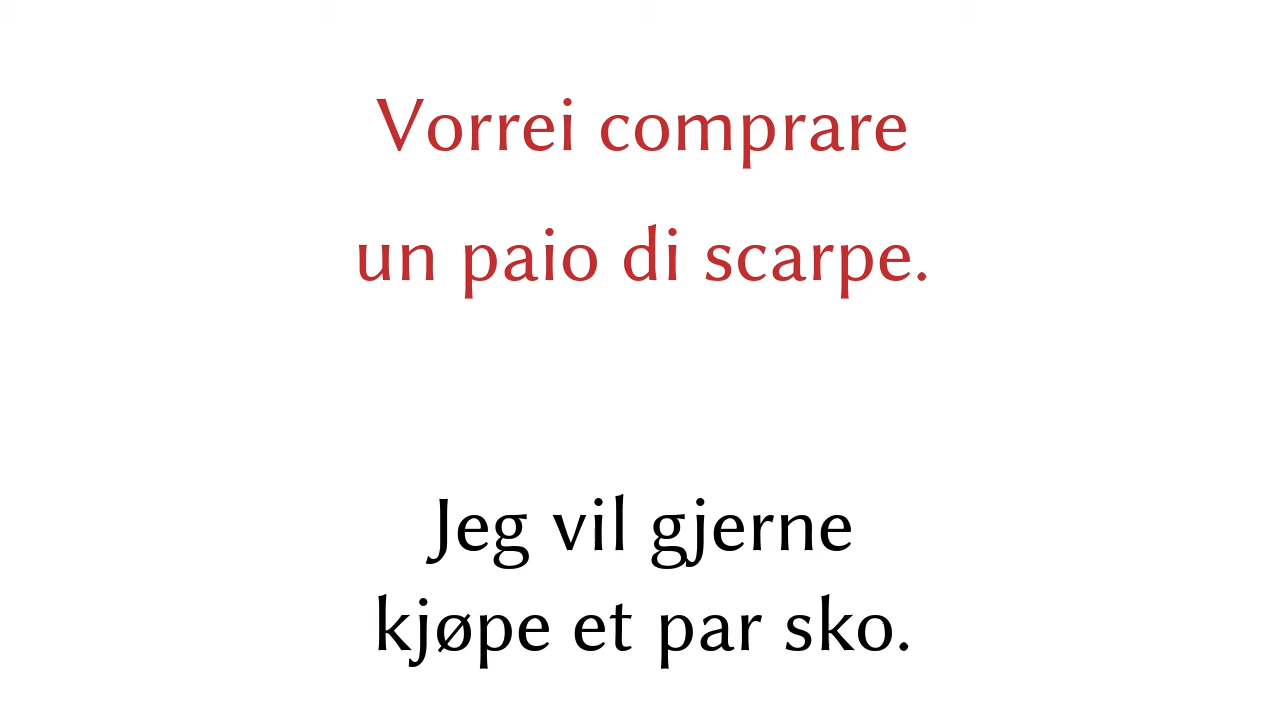 Vorrei comprare
un paio di scarpe.
Jeg vil gjerne
kjøpe et par sko.